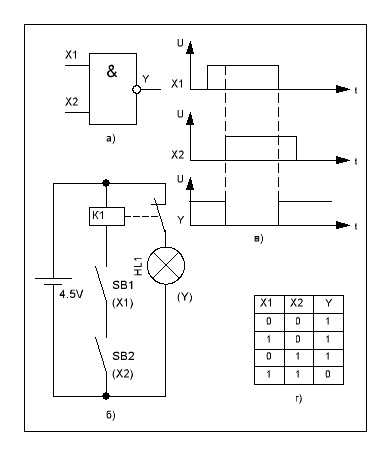 X1
&
Y
X2
а)
U
X1
t
U
X2
t
U
Y
t
в)
K1
4.5V
SB1
(X1)
HL1
(Y)
SB2
(X2)
б)
X1 X2 Y
0 0 1
1 0 1
0 1 1
1 1 0
г)